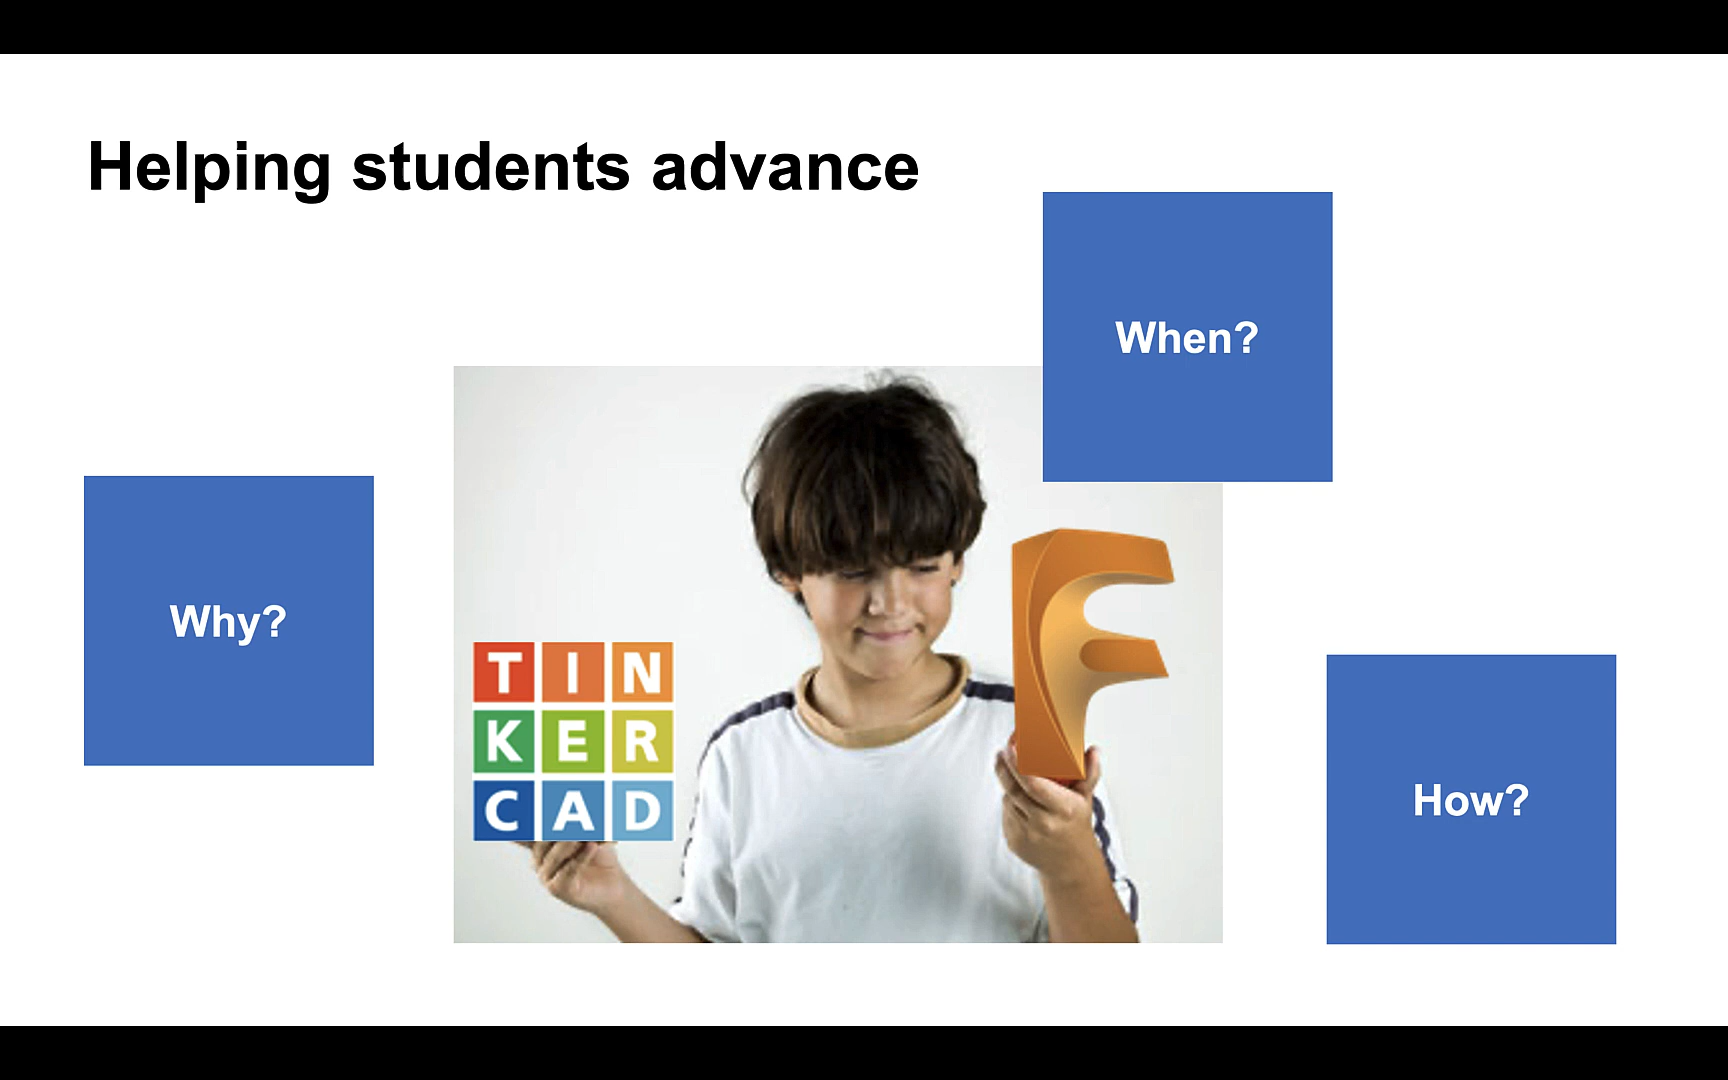 Helping students advance
When?
Why?
TIN
KER
CAD
F
How?